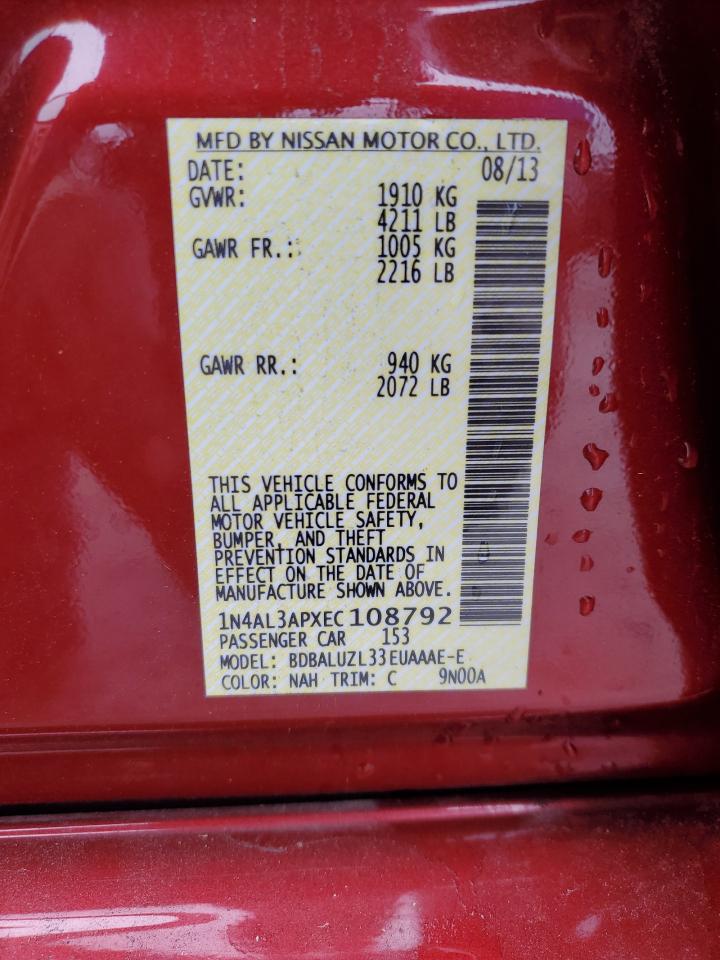 MFD BY NISSAN MOTOR CO., LTD.
DATE: 08/13
GVWR: 1910 KG
4211 LB
GAWR FR.: 1005 KG
2216 LB
GAWR RR.: 940 KG
2072 LB
THIS VEHICLE CONFORMS TO
ALL APPLICABLE FEDERAL
MOTOR VEHICLE SAFETY,
BUMPER, AND THEFT
PREVENTION STANDARDS IN
EFFECT ON THE DATE OF
MANUFACTURE SHOWN ABOVE.
1N4AL3APXEC108792
PASSENGER CAR 153
MODEL: BDBALUZL33EUAAAE-E
COLOR: NAH TRIM: C 9N00A